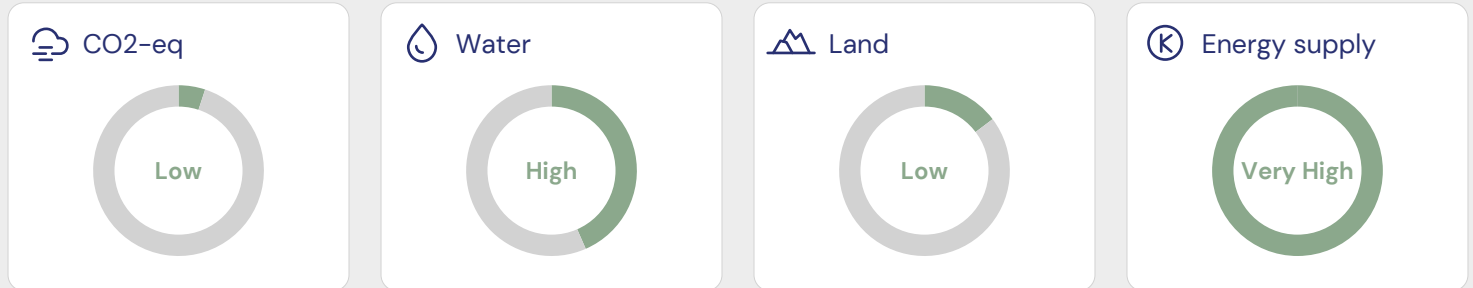 CO2-eq
Low
Water
High
Land
Low
Energy supply
Very High